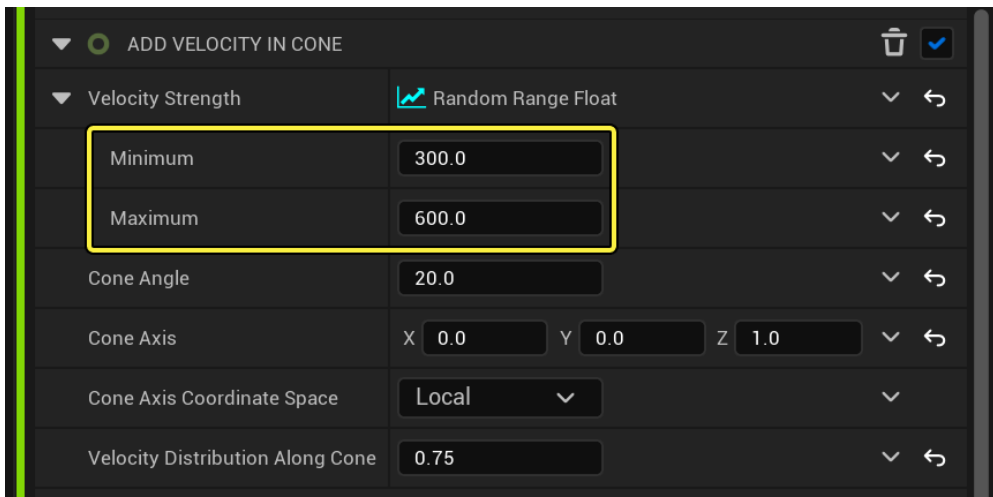 ADD VELOCITY IN CONE
Velocity Strength Random Range Float
Minimum 300.0
Maximum 600.0
Cone Angle 20.0
Cone Axis X 0.0 Y 0.0 Z 1.0
Cone Axis Coordinate Space Local
Velocity Distribution Along Cone 0.75